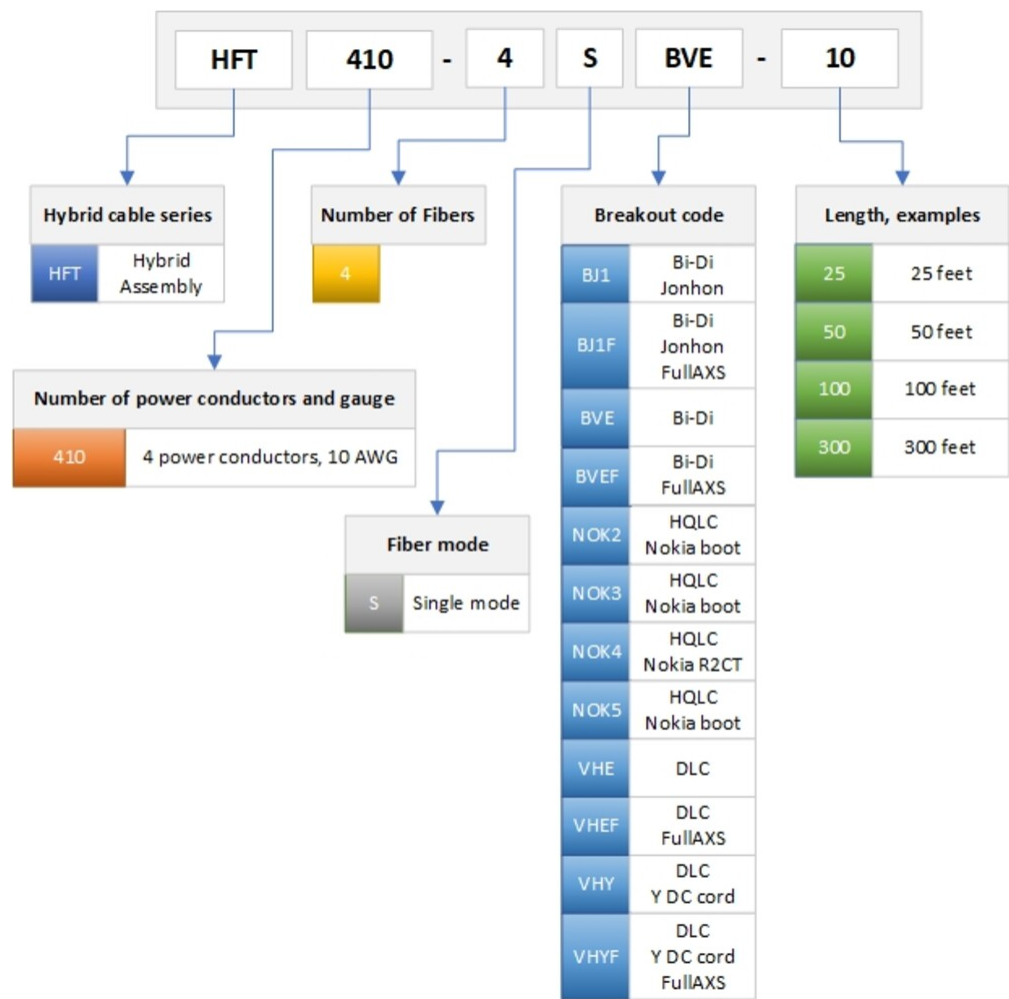 HFT 410 - 4 S BVE - 10
Hybrid cable series
HFT Hybrid
Assembly
Number of Fibers
4
Number of power conductors and gauge
410 4 power conductors, 10 AWG
Fiber mode
S Single mode
Breakout code
BJ1 Bi-Di
Jonhon
BJ1F Bi-Di
Jonhon
FullAXS
BVE Bi-Di
BVEF Bi-Di
FullAXS
NOK2 HQLC
Nokia boot
NOK3 HQLC
Nokia boot
NOK4 HQLC
Nokia R2CT
NOK5 HQLC
Nokia boot
VHE DLC
VHEF DLC
FullAXS
VHY DLC
Y DC cord
VHYF DLC
Y DC cord
FullAXS
Length, examples
25 25 feet
50 50 feet
100 100 feet
300 300 feet